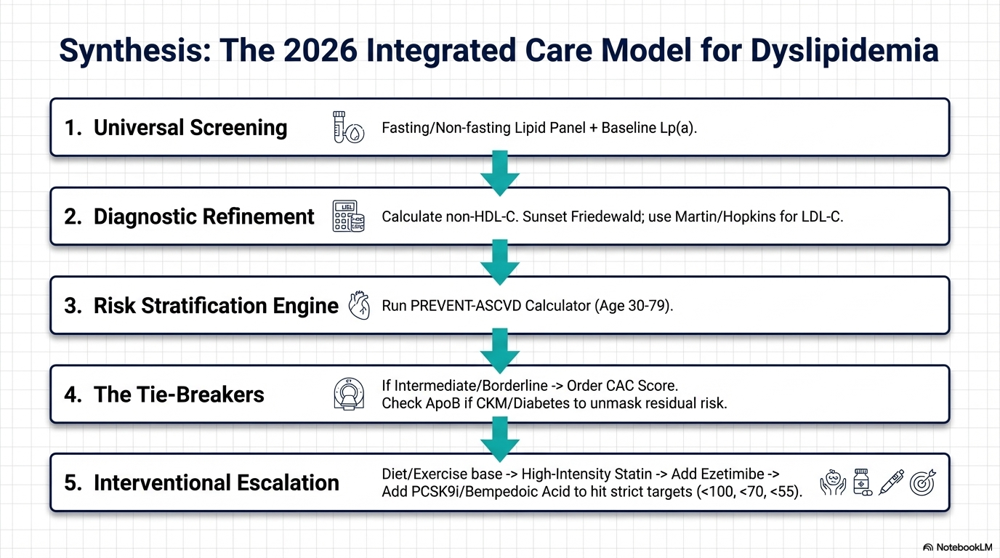 Synthesis: The 2026 Integrated Care Model for Dyslipidemia
1. Universal Screening
Fasting/Non-fasting Lipid Panel + Baseline Lp(a).
2. Diagnostic Refinement
Calculate non-HDL-C. Sunset Friedewald; use Martin/Hopkins for LDL-C.
3. Risk Stratification Engine
Run PREVENT-ASCVD Calculator (Age 30-79).
4. The Tie-Breakers
If Intermediate/Borderline -> Order CAC Score.
Check ApoB if CKM/Diabetes to unmask residual risk.
5. Interventional Escalation
Diet/Exercise base -> High-Intensity Statin -> Add Ezetimibe ->
Add PCSK9i/Bempedoic Acid to hit strict targets (<100, <70, <55).
NotebookLM